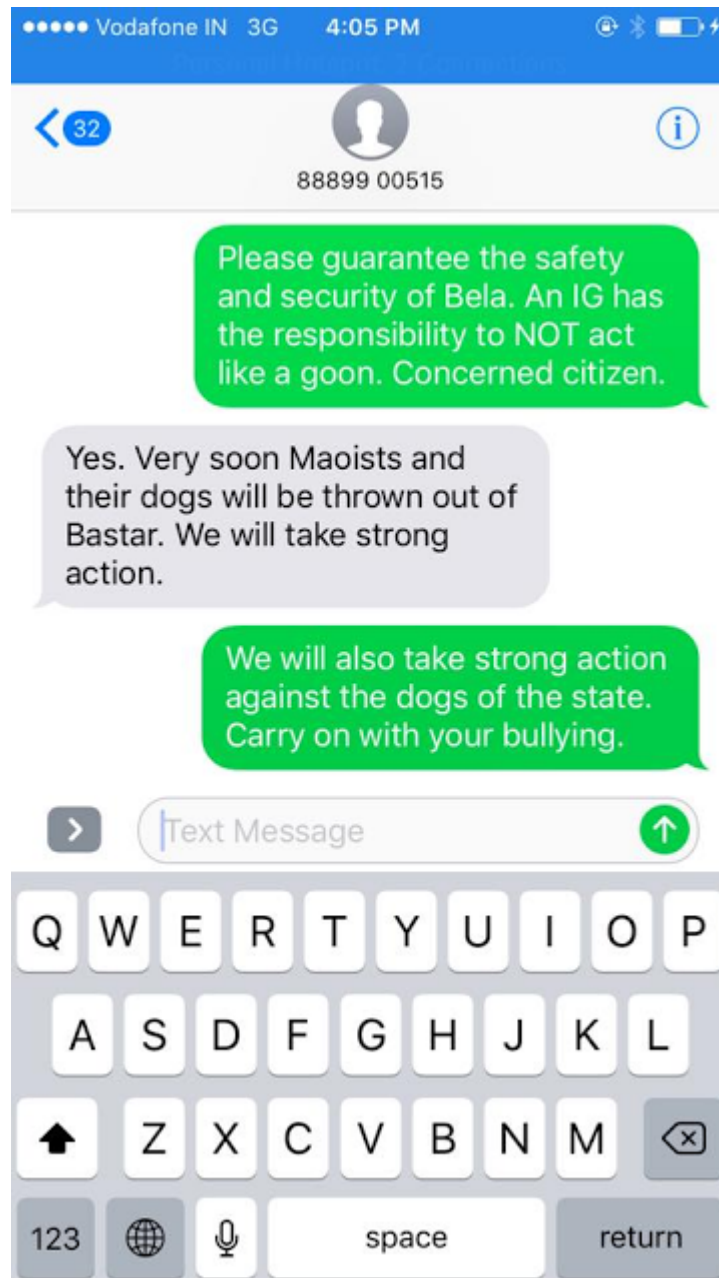 Vodafone IN 3G 4:05 PM
32
88899 00515
Please guarantee the safety
and security of Bela. An IG has
the responsibility to NOT act
like a goon. Concerned citizen.
Yes. Very soon Maoists and
their dogs will be thrown out of
Bastar. We will take strong
action.
We will also take strong action
against the dogs of the state.
Carry on with your bullying.
Text Message
Q W E R T Y U I O P
A S D F G H J K L
Z X C V B N M
123 space return